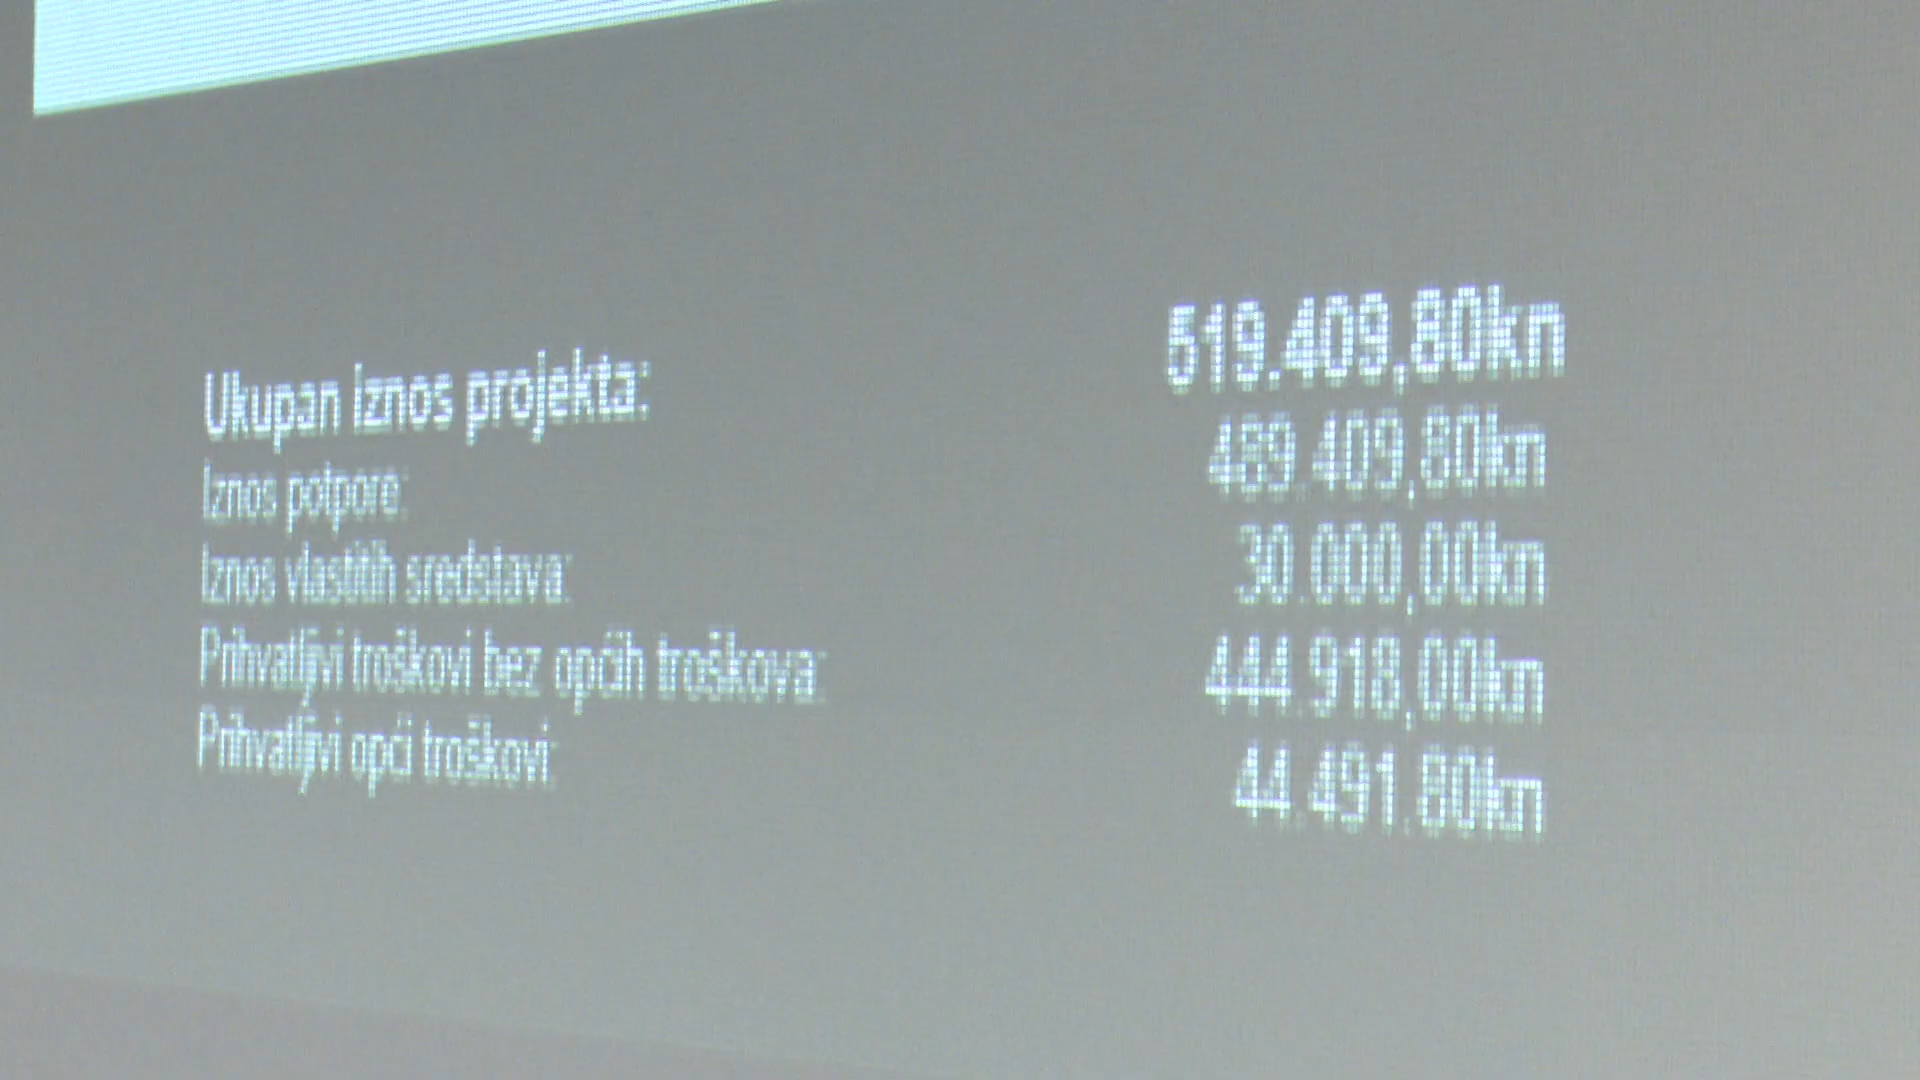 Ukupan iznos projekta: 519.409,80kn
Iznos potpore: 489.409,80kn
Iznos vlastitih sredstava: 30.000,00kn
Prihvatljivi troškovi bez općih troškova: 444.918,00kn
Prihvatljivi opći troškovi: 44.491.80kn